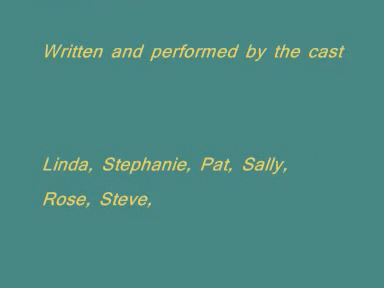 Written and performed by the cast
Linda, Stephanie, Pat, Sally,
Rose, Steve,